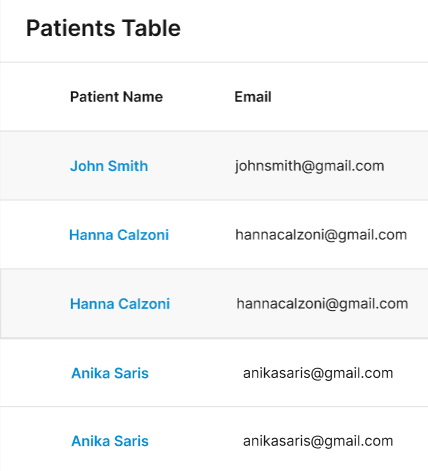 Patients Table
Patient Name Email
John Smith johnsmith@gmail.com
Hanna Calzoni hannacalzoni@gmail.com
Hanna Calzoni hannacalzoni@gmail.com
Anika Saris anikasaris@gmail.com
Anika Saris anikasaris@gmail.com